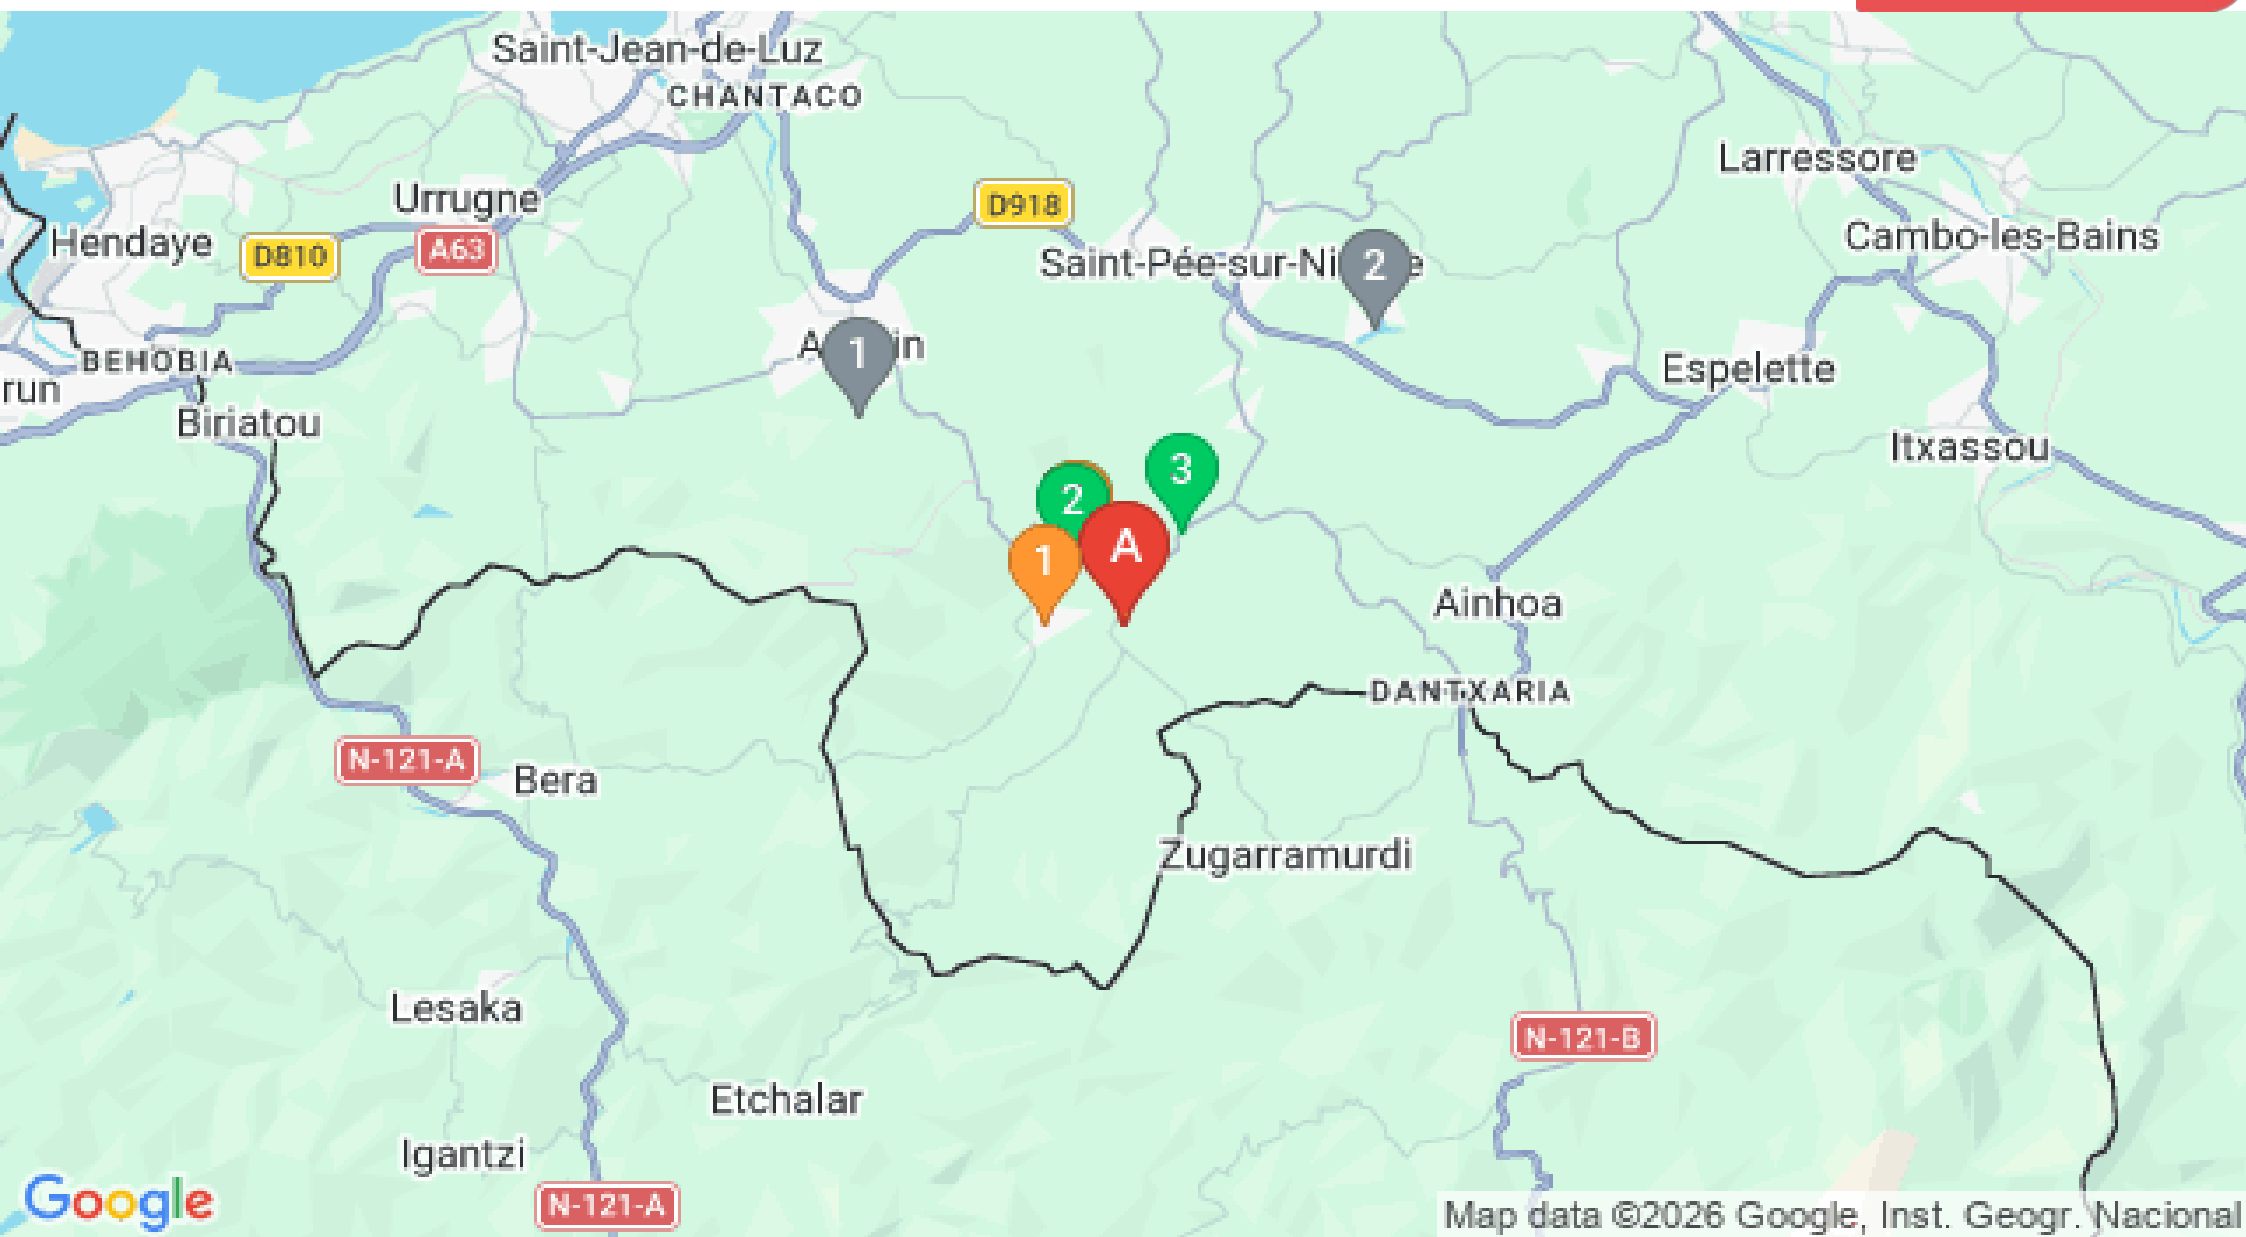 Saint-Jean-de-Luz
CHANTACO
Larressore
Urrugne
D918
Cambo-les-Bains
Hendaye
A63
D810
Saint-Pée-sur-Ni
e
2
A
in
1
BEHOBIA
Espelette
run
Biriatou
Itxassou
3
2
A
1
Ainhoa
DANTXARIA
N-121-A
Bera
Zugarramurdi
Lesaka
N-121-B
Etchalar
Igantzi
N-121-A
Google
Map data ©2026 Google, Inst. Geogr. Nacional